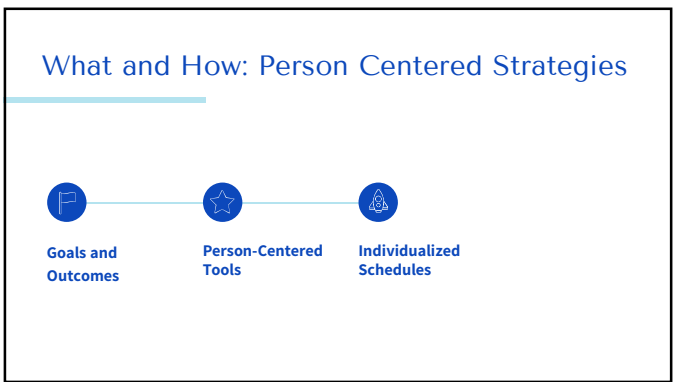 What and How: Person Centered Strategies
Goals and
Outcomes
Person-Centered
Tools
Individualized
Schedules